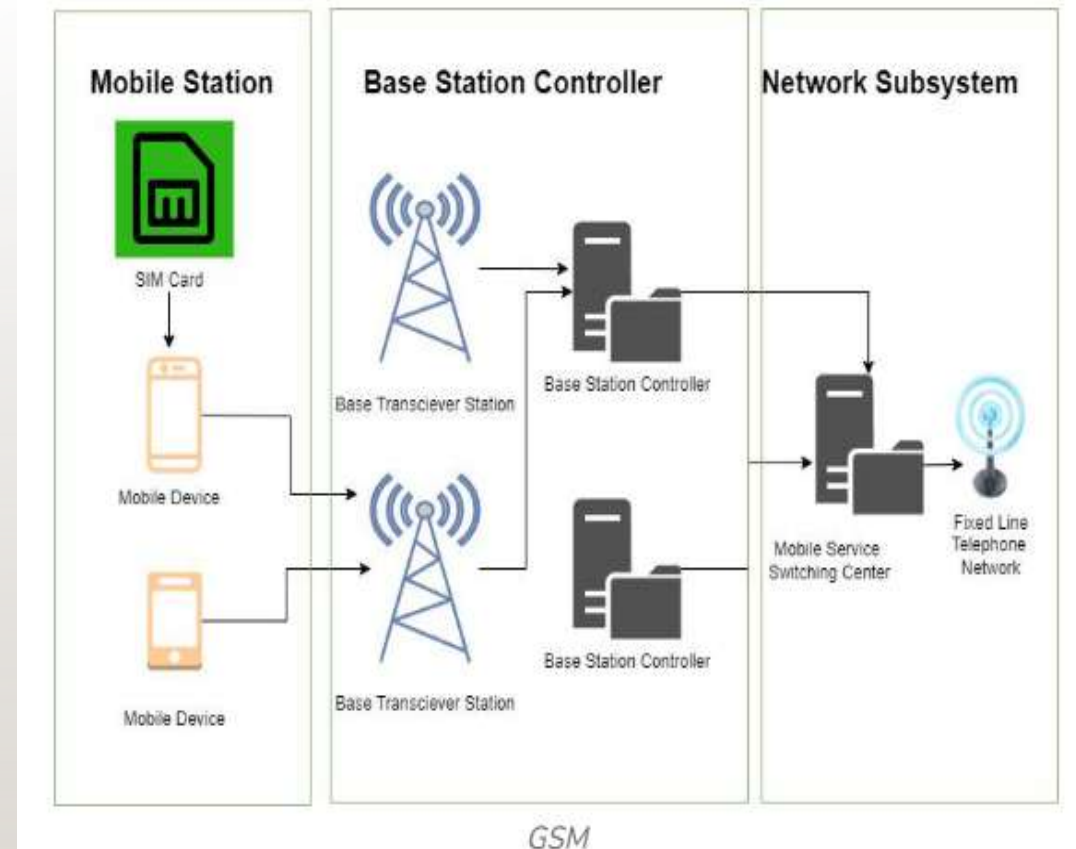 Mobile Station
SIM Card
Mobile Device
Mobile Device
Base Station Controller
Base Transciever Station
Base Station Controller
Base Transciever Station
Base Station Controller
Network Subsystem
Mobile Service
Switching Center
Fixed Line
Telephone
Network
GSM